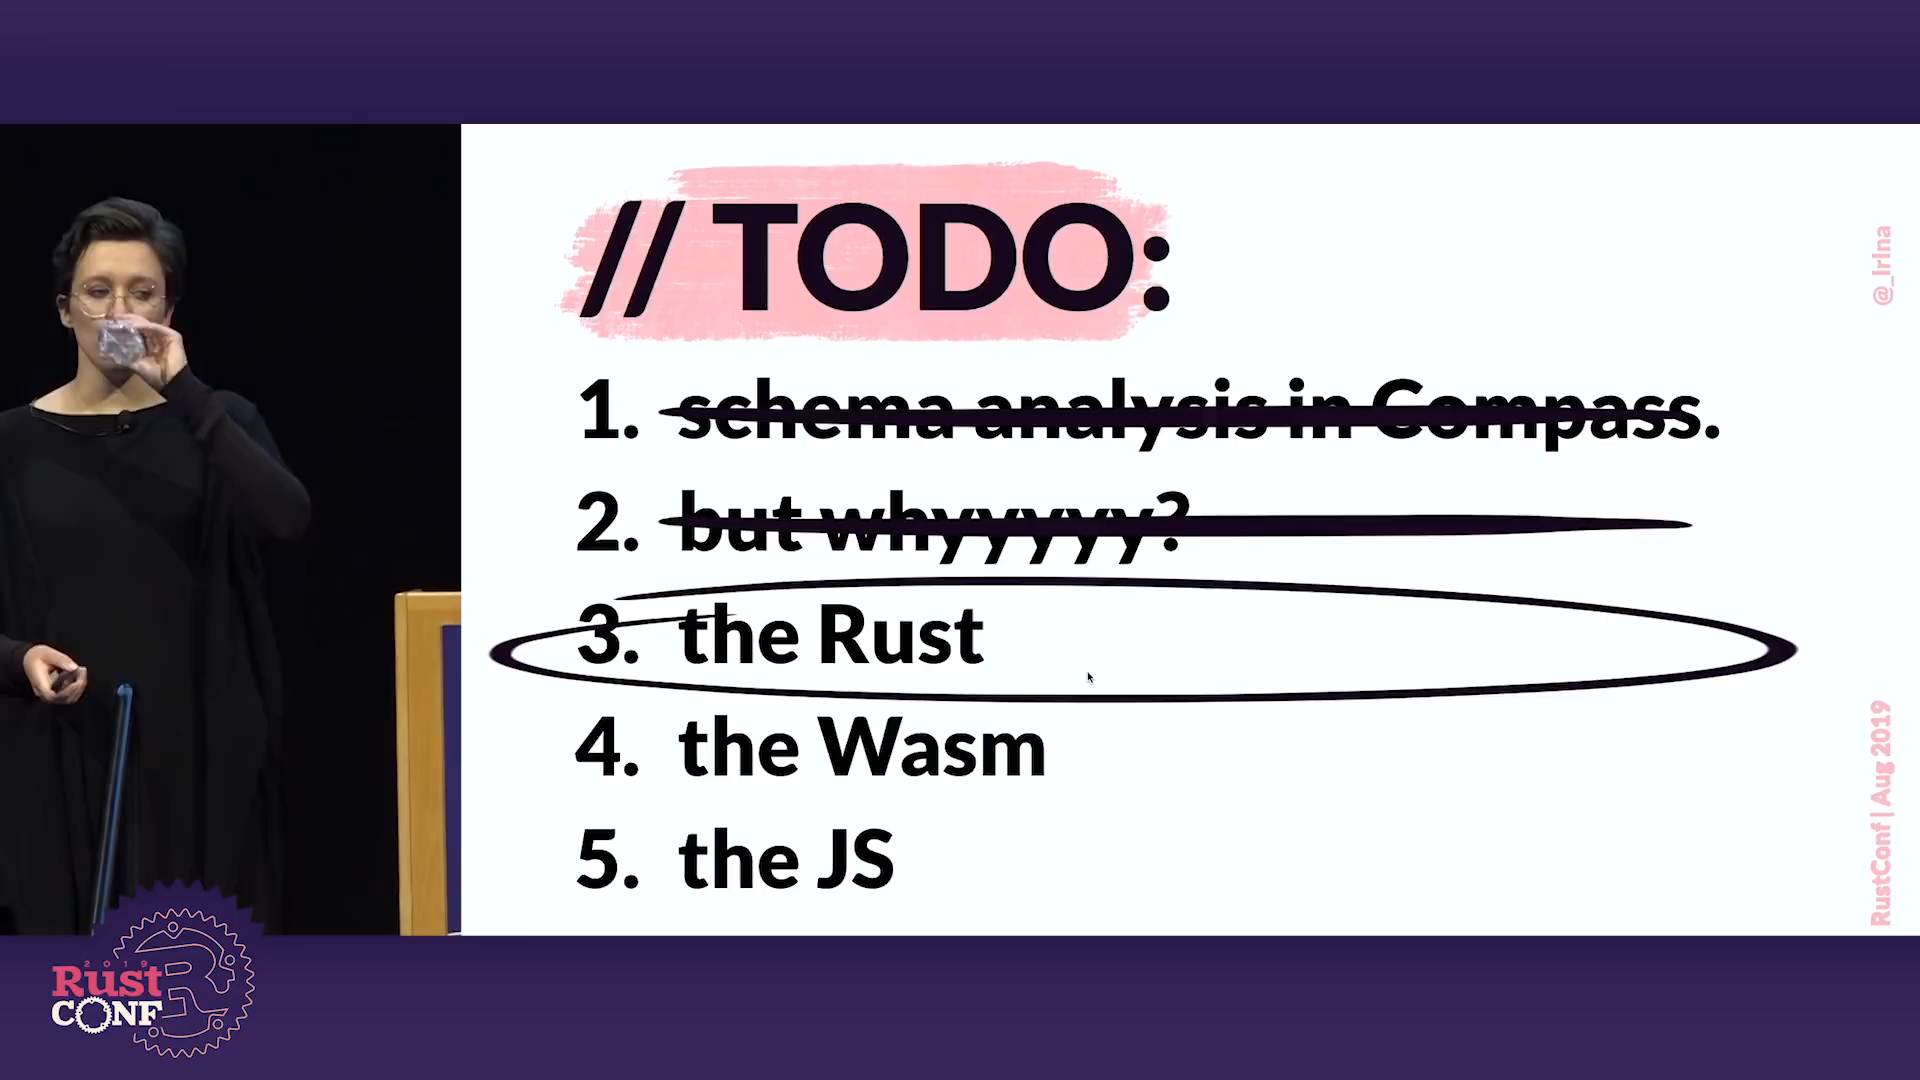 // TODO:
1. schema analysis in Compass.
2. but whyyyyy?
3. the Rust
4. the Wasm
5. the JS
@_lrlna
RustConf | Aug 2019
2019
Rust
CONF
R